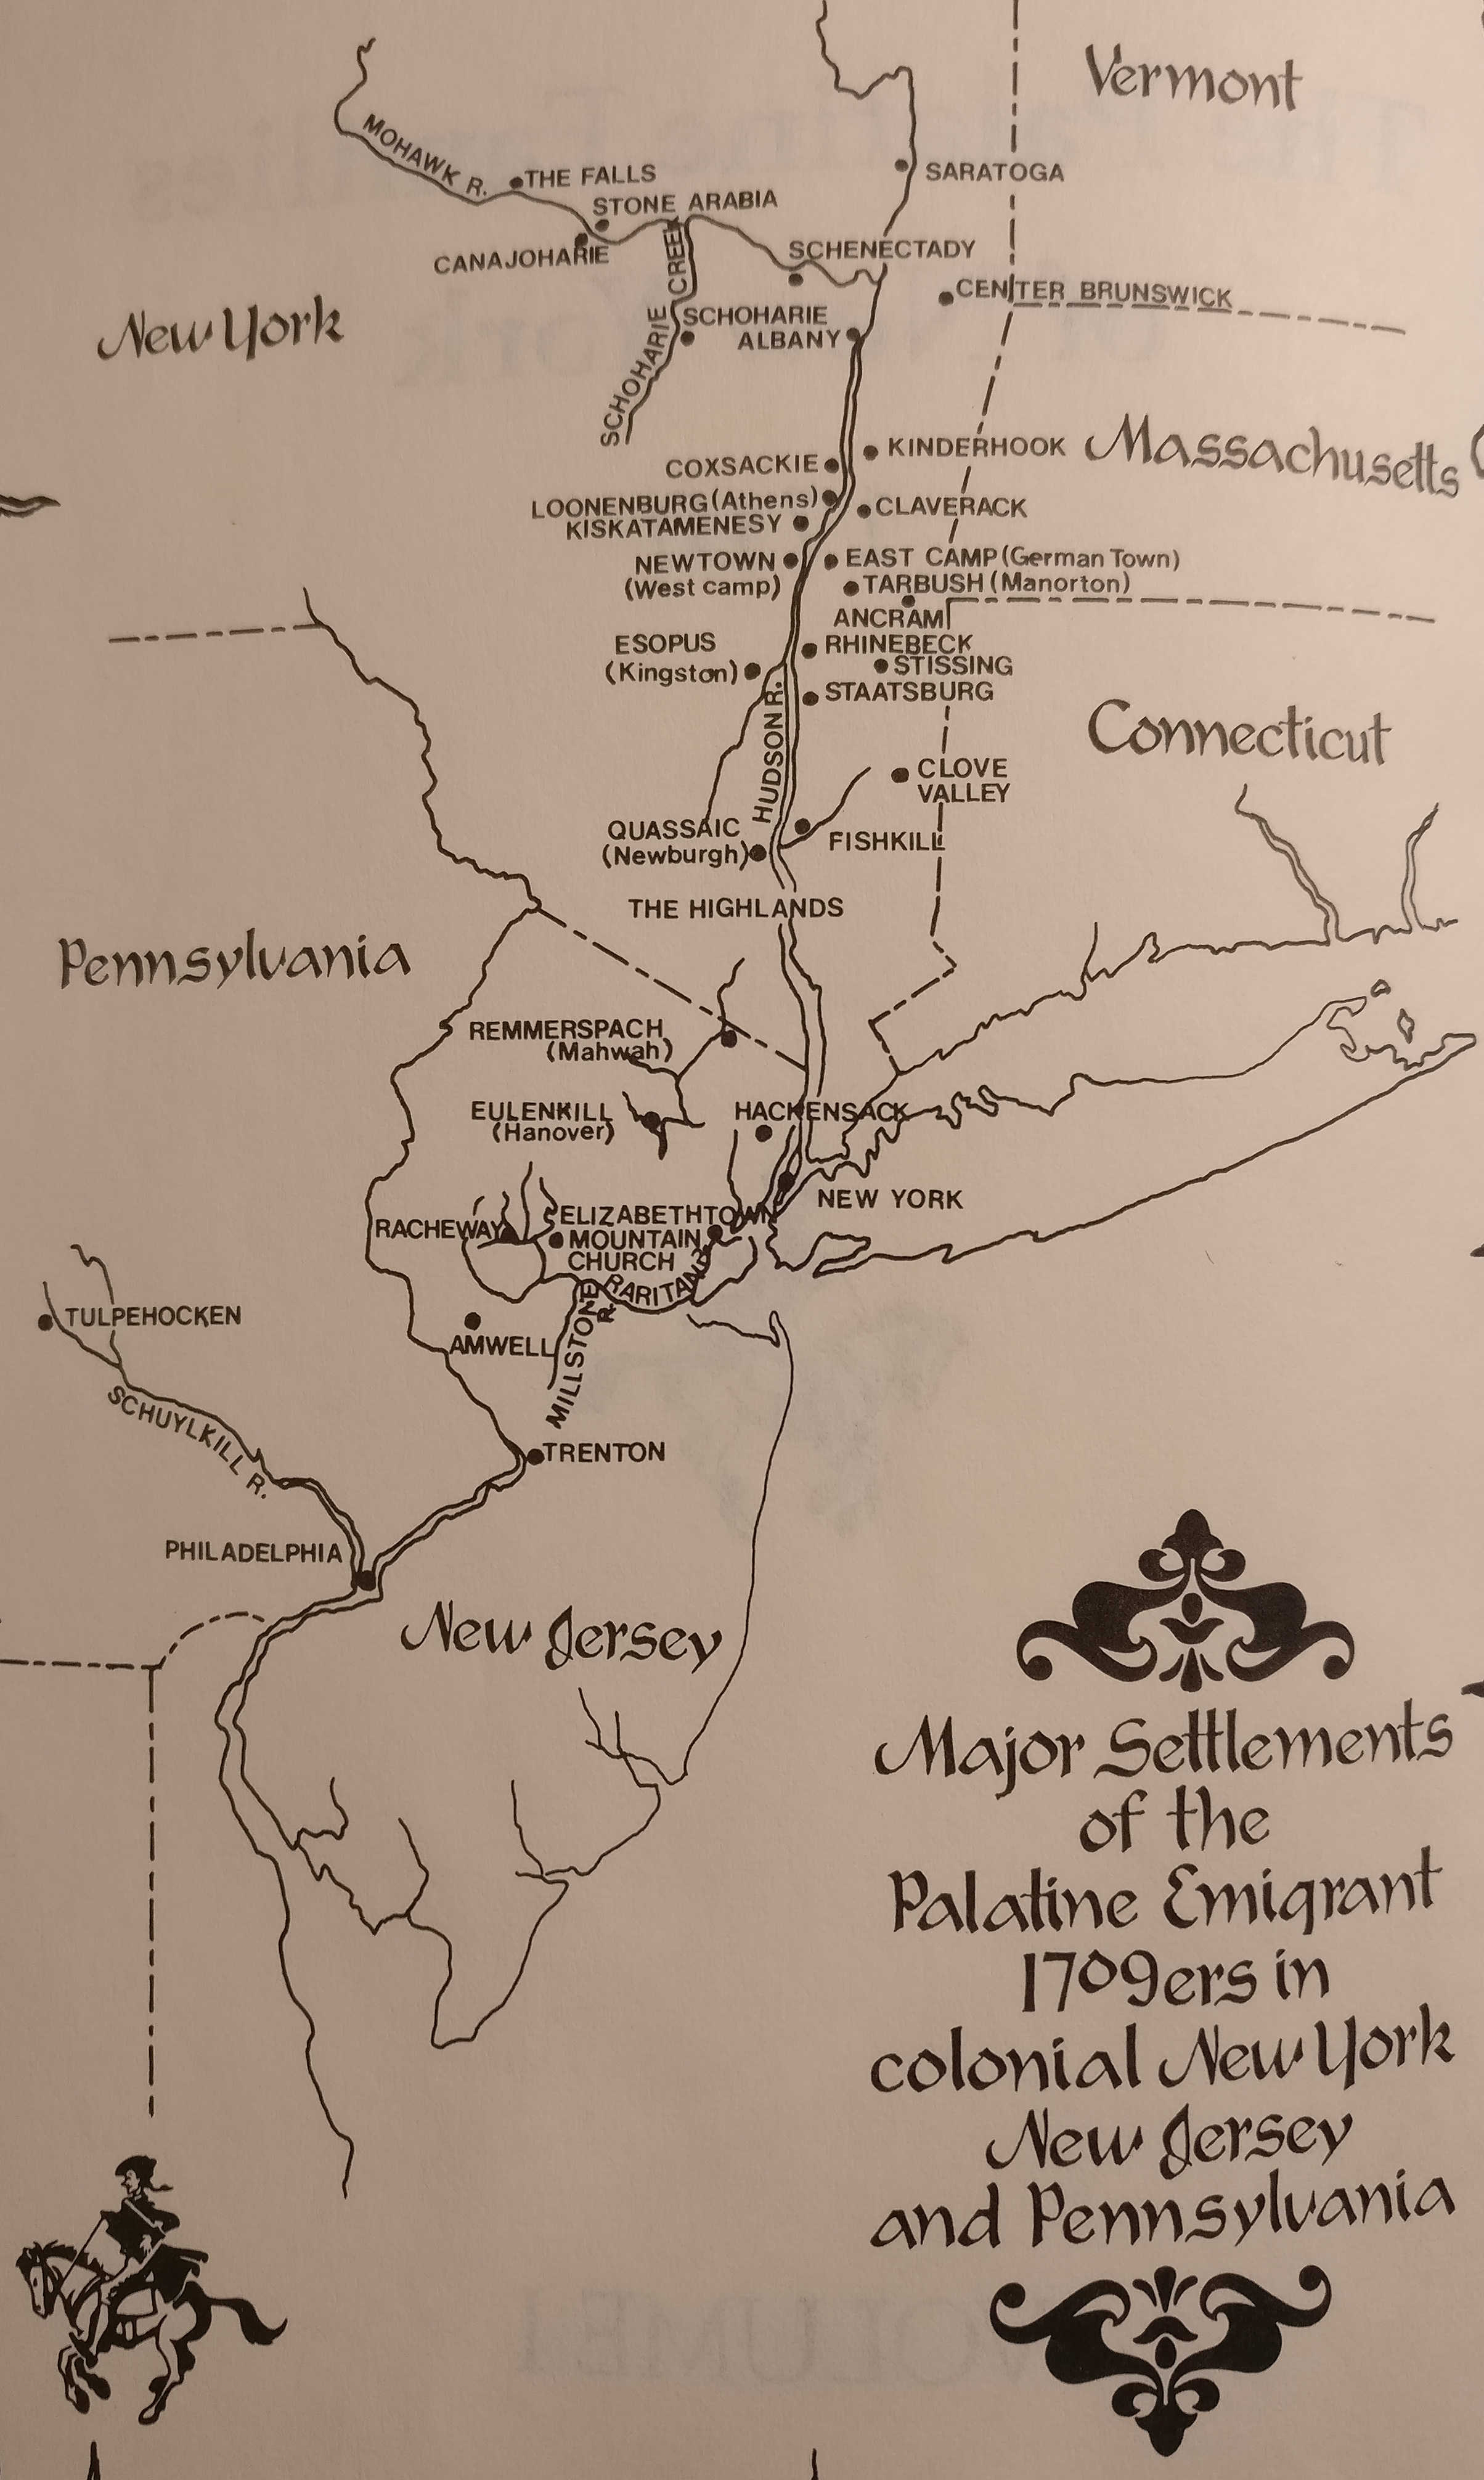 Vermont
MOHAWK R.
THE FALLS
SARATOGA
STONE ARABIA
CANAJOHARIE
SCHENECTADY
SCHOHARIE CREEK
CENTER BRUNSWICK
New York
SCHOHARIE
ALBANY
KINDERHOOK
Massachusetts
COXSACKIE
LOONENBURG (Athens)
CLAVERACK
KISKATAMENESY
NEWTOWN
(West camp)
EAST CAMP (German Town)
TARBUSH (Manorton)
ANCRAM
ESOPUS
(Kingston)
RHINEBECK
STISSING
STAATSBURG
HUDSON R.
Connecticut
CLOVE
VALLEY
QUASSAIC
(Newburgh)
FISHKILL
THE HIGHLANDS
Pennsylvania
REMMERSPACH
(Mahwah)
EULENKILL
(Hanover)
HACKENSACK
NEW YORK
RACHEWAY
ELIZABETHTOWN
MOUNTAIN
CHURCH
RARITAN R.
MILLSTONE R.
TULPEHOCKEN
AMWELL
SCHUYLKILL R.
TRENTON
PHILADELPHIA
New Jersey
Major Settlements
of the
Palatine Emigrant
1709ers in
colonial New York
New Jersey
and Pennsylvania